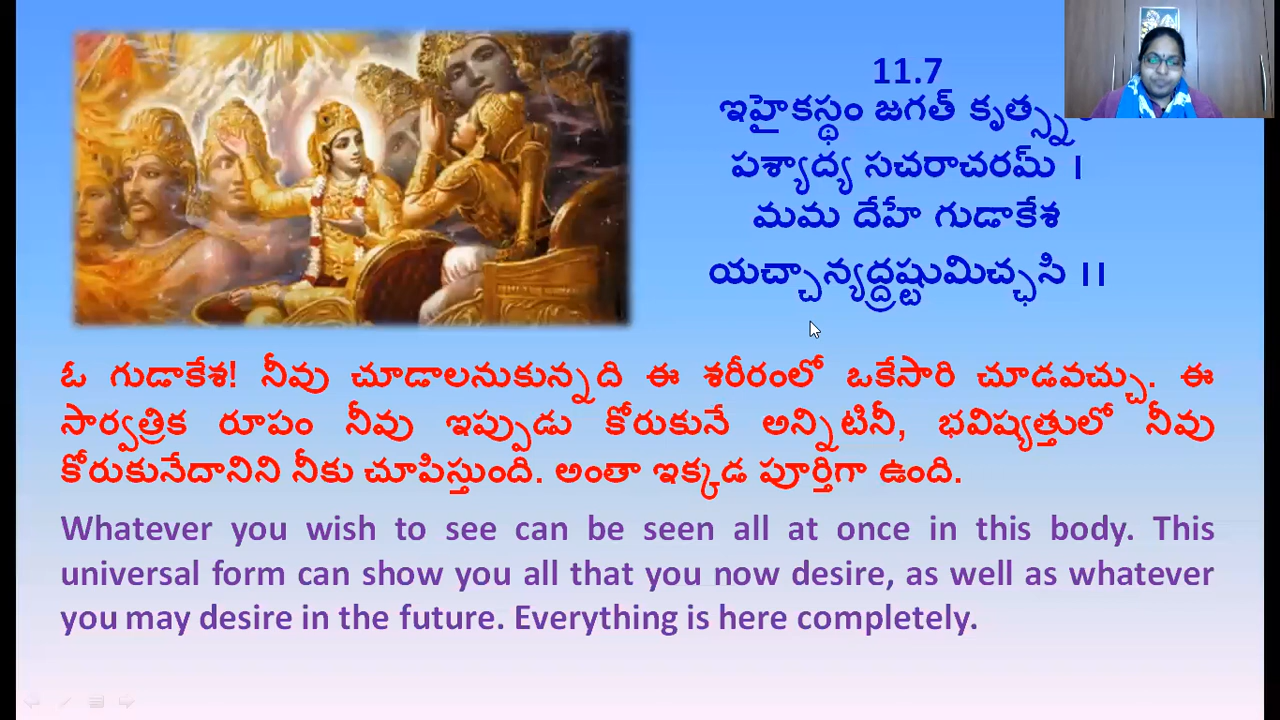 11.7
ఇహైకస్థం జగత్ కృత్స్నం
పశ్యాద్య సచరాచరమ్ ।
మమ దేహే గుడాకేశ
యచ్చాన్యద్ద్రష్టుమిచ్ఛసి ।।
ఓ గుడాకేశ! నీవు చూడాలనుకున్నది ఈ శరీరంలో ఒకేసారి చూడవచ్చు. ఈ
సార్వత్రిక రూపం నీవు ఇప్పుడు కోరుకునే అన్నిటినీ, భవిష్యత్తులో నీవు
కోరుకునేదానిని నీకు చూపిస్తుంది. అంతా ఇక్కడ పూర్తిగా ఉంది.
Whatever you wish to see can be seen all at once in this body. This
universal form can show you all that you now desire, as well as whatever
you may desire in the future. Everything is here completely.